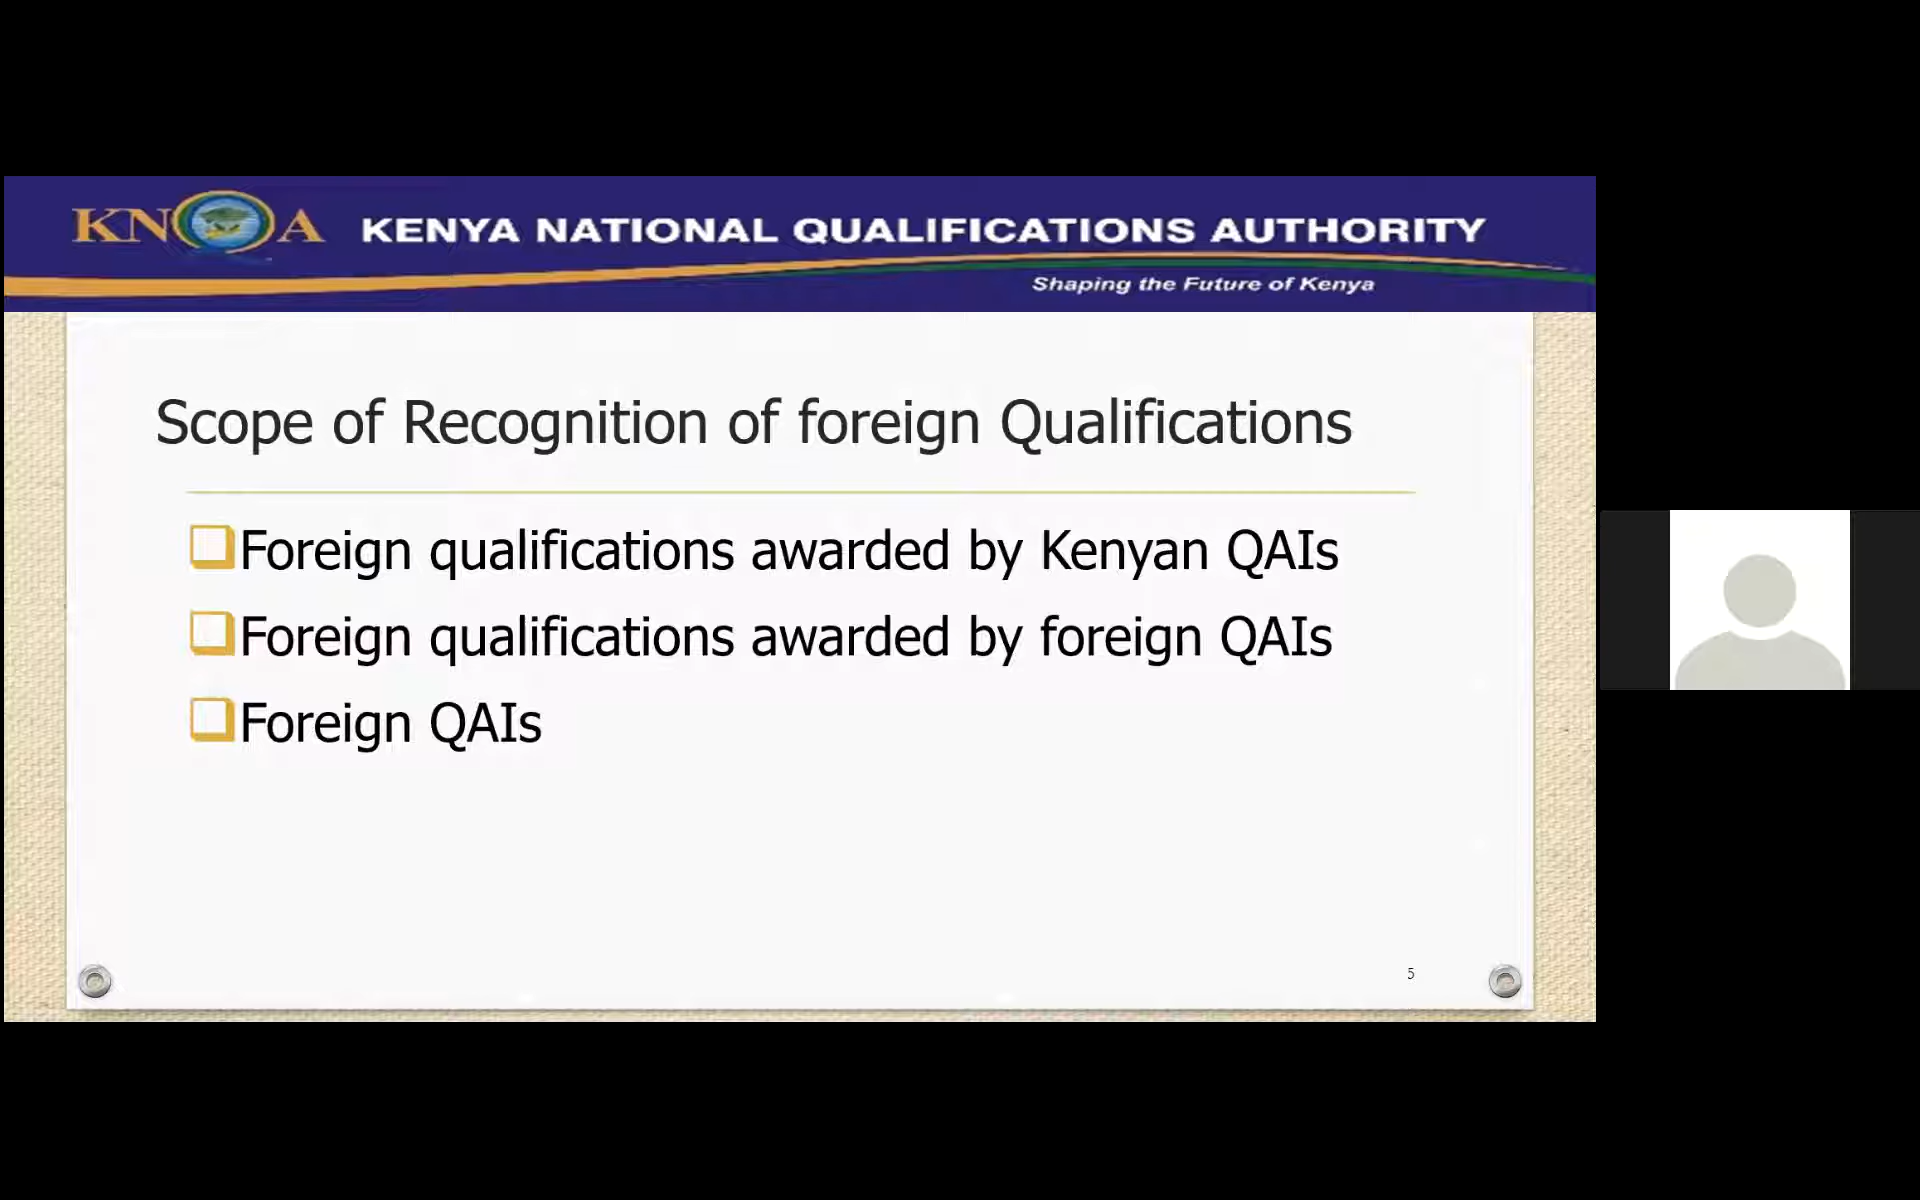 KNQA KENYA NATIONAL QUALIFICATIONS AUTHORITY
Shaping the Future of Kenya
Scope of Recognition of foreign Qualifications
Foreign qualifications awarded by Kenyan QAIs
Foreign qualifications awarded by foreign QAIs
Foreign QAIs
5